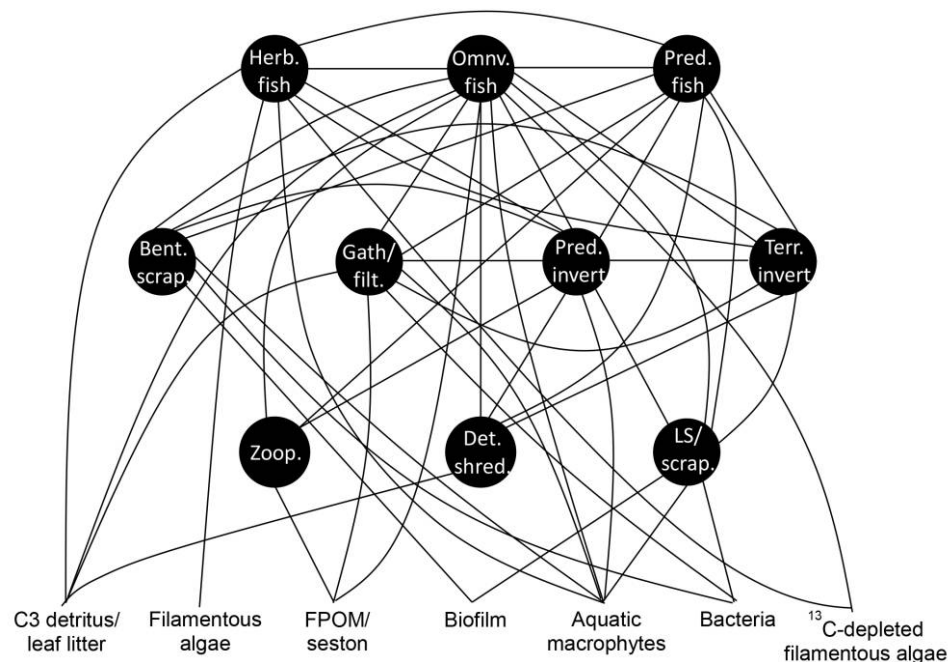 Herb.
fish
Omnv.
fish
Pred.
fish
Bent.
scrap.
Gath/
filt.
Pred.
invert
Terr.
invert
Zoop.
Det.
shred.
LS/
scrap.
C3 detritus/
leaf litter
Filamentous
algae
FPOM/
seston
Biofilm
Aquatic
macrophytes
Bacteria
¹³C-depleted
filamentous algae